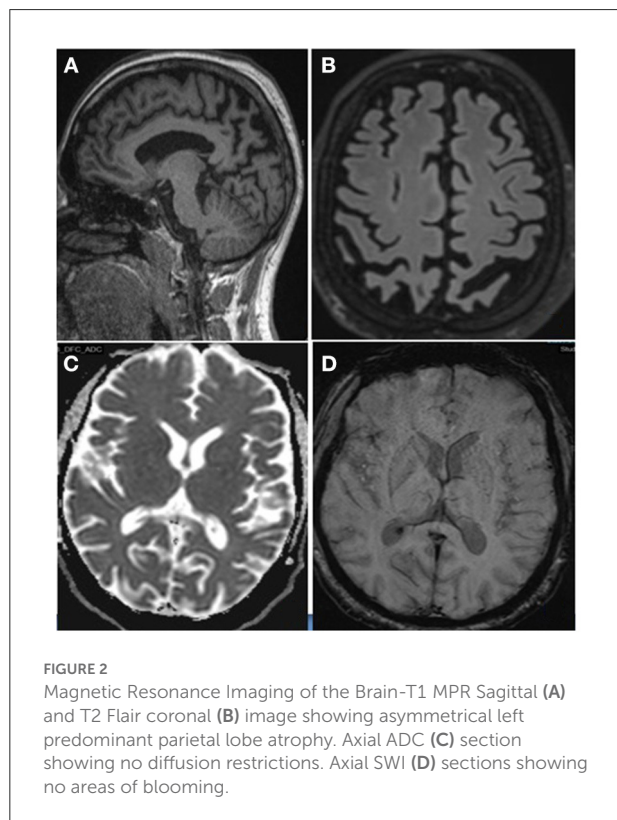 A
B
_DFC_ADC
C
D
FIGURE 2
Magnetic Resonance Imaging of the Brain-T1 MPR Sagittal (A)
and T2 Flair coronal (B) image showing asymmetrical left
predominant parietal lobe atrophy. Axial ADC (C) section
showing no diffusion restrictions. Axial SWI (D) sections showing
no areas of blooming.